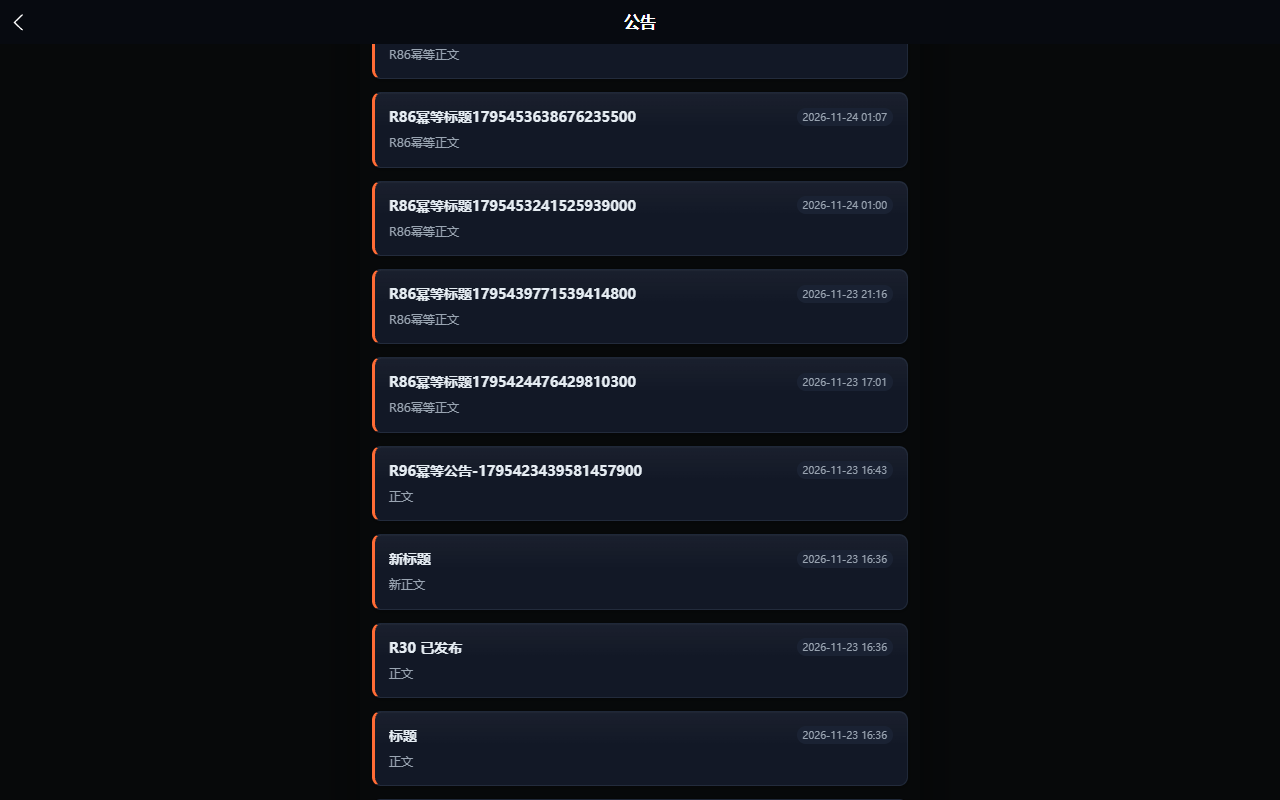 公告
R86幂等正文
R86幂等标题1795453638676235500
2026-11-24 01:07
R86幂等正文
R86幂等标题1795453241525939000
2026-11-24 01:00
R86幂等正文
R86幂等标题1795439771539414800
2026-11-23 21:16
R86幂等正文
R86幂等标题1795424476429810300
2026-11-23 17:01
R86幂等正文
R96幂等公告-1795423439581457900
2026-11-23 16:43
正文
新标题
2026-11-23 16:36
新正文
R30 已发布
2026-11-23 16:36
正文
标题
2026-11-23 16:36
正文